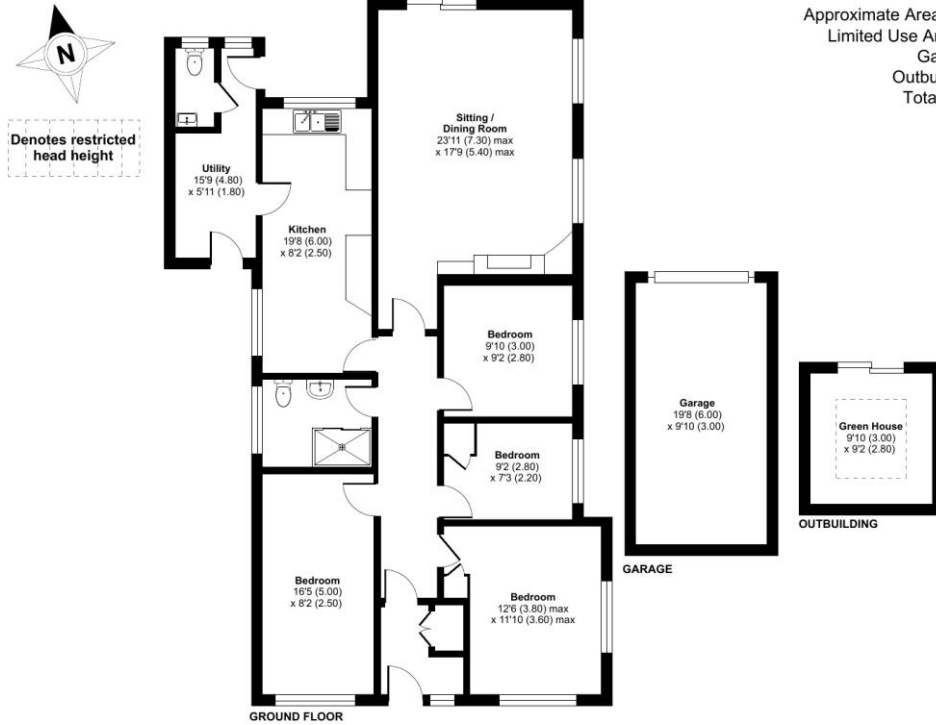 Approximate Area
Limited Use Ar
Ga
Outbu
Tota
N
Denotes restricted
head height
Sitting /
Dining Room
23'11 (7.30) max
x 17'9 (5.40) max
Utility
15'9 (4.80)
x 5'11 (1.80)
Kitchen
19'8 (6.00)
x 8'2 (2.50)
Bedroom
9'10 (3.00)
x 9'2 (2.80)
Garage
19'8 (6.00)
x 9'10 (3.00)
Green House
9'10 (3.00)
x 9'2 (2.80)
Bedroom
9'2 (2.80)
x 7'3 (2.20)
OUTBUILDING
GARAGE
Bedroom
16'5 (5.00)
x 8'2 (2.50)
Bedroom
12'6 (3.80) max
x 11'10 (3.60) max
GROUND FLOOR